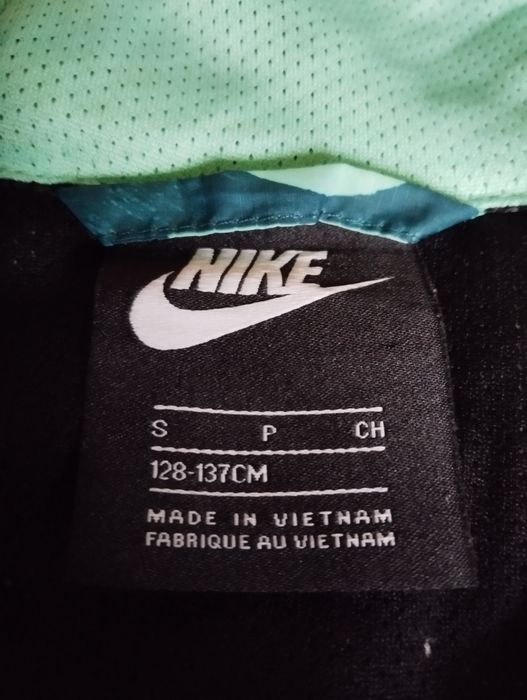 NIKE
S P CH
128-137CM
MADE IN VIETNAM
FABRIQUE AU VIETNAM